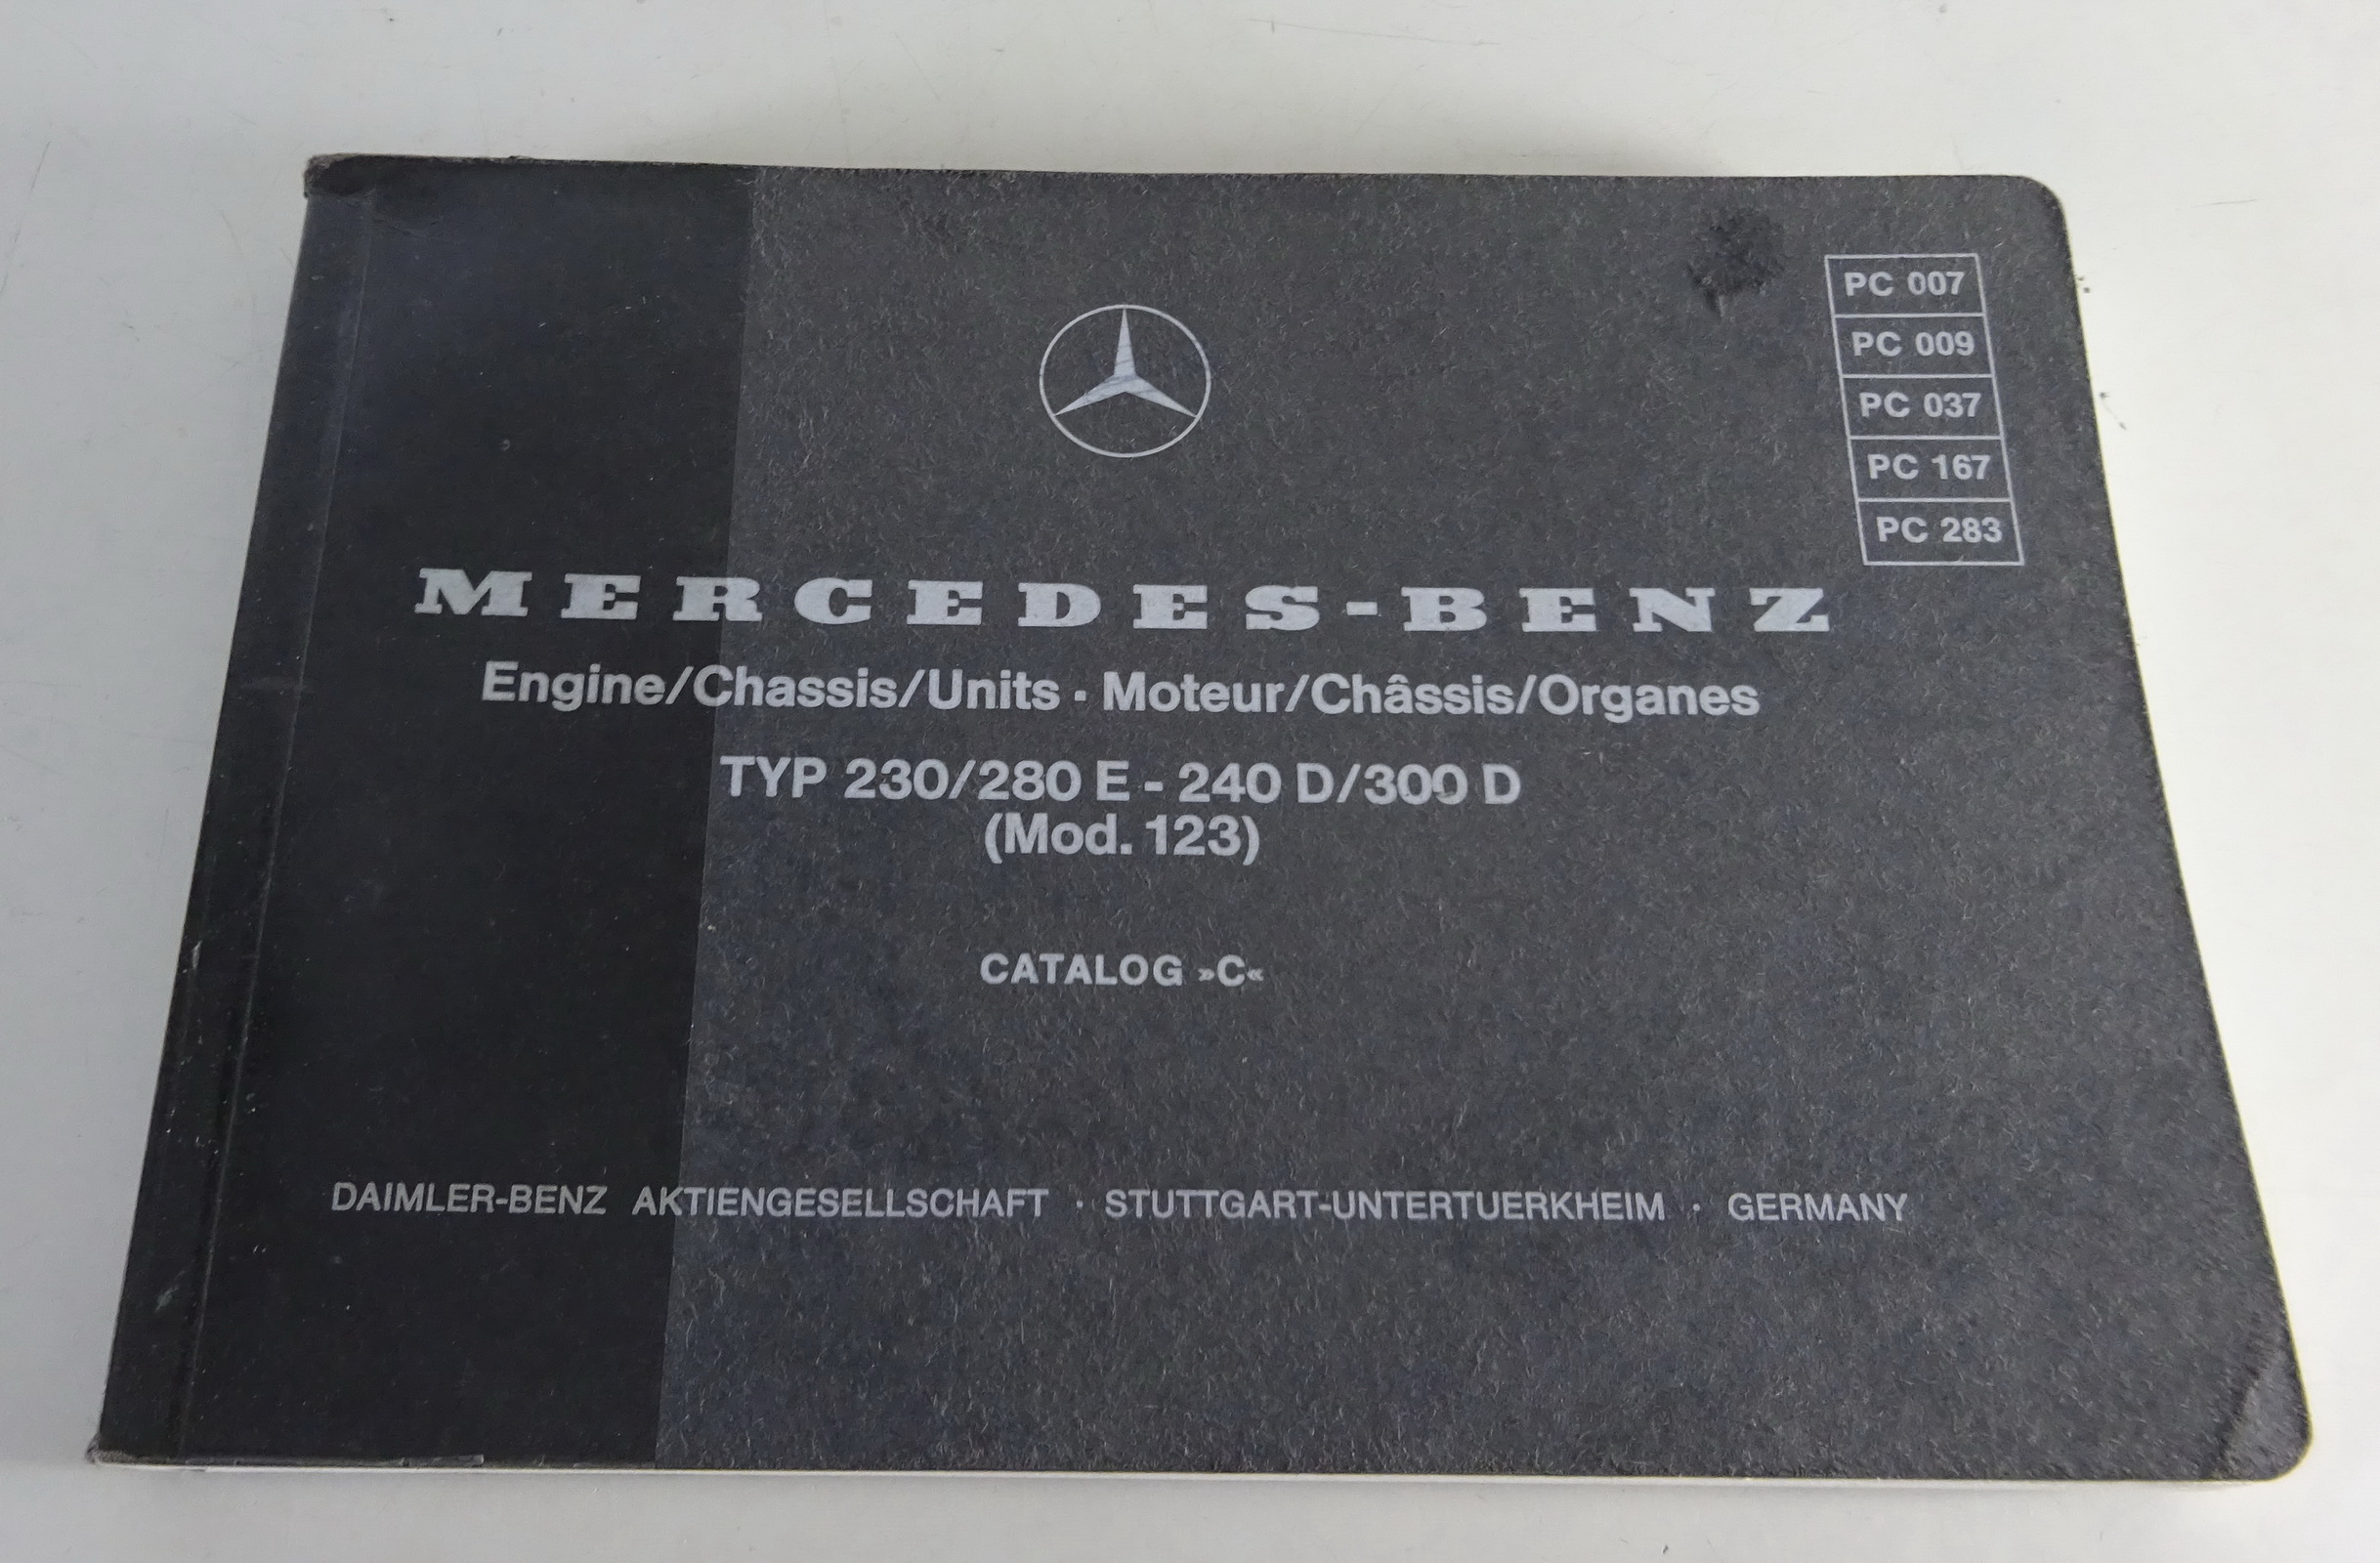 PC 007
PC 009
PC 037
PC 167
PC 283
MERCEDES-BENZ
Engine/Chassis/Units · Moteur/Châssis/Organes
TYP 230/280 E - 240 D/300 D
(Mod. 123)
CATALOG »C«
DAIMLER-BENZ AKTIENGESELLSCHAFT · STUTTGART-UNTERTUERKHEIM · GERMANY